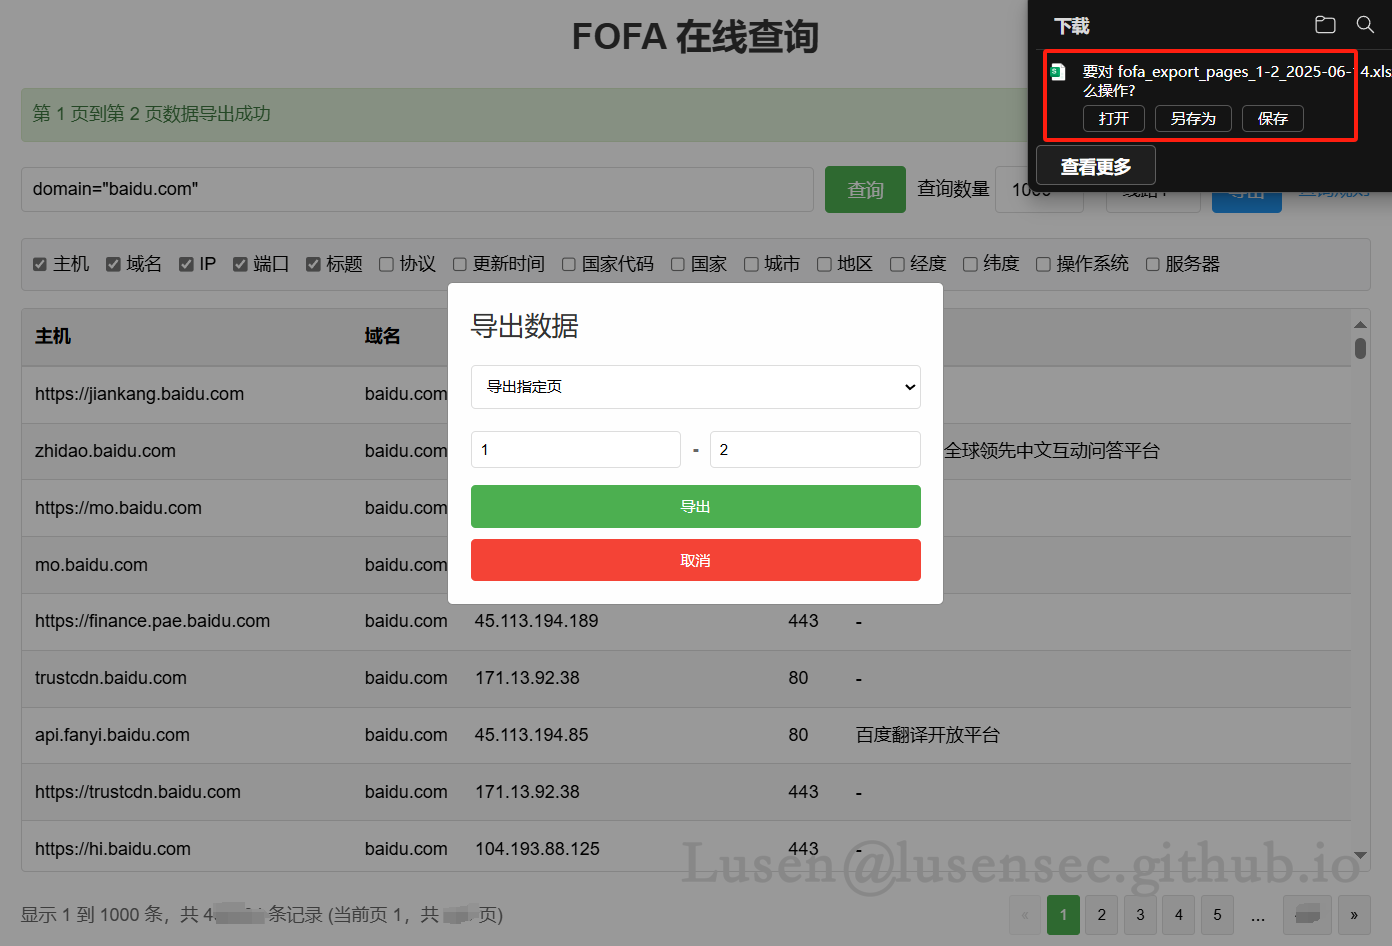 FOFA 在线查询
下载
要对 fofa_export_pages_1-2_2025-06-14.xls
么操作?
打开 另存为 保存
查看更多
第 1 页到第 2 页数据导出成功
domain="baidu.com" 查询 查询数量
主机 域名 IP 端口 标题 协议 更新时间 国家代码 国家 城市 地区 经度 纬度 操作系统 服务器
导出数据
导出指定页
1 - 2
导出
取消
主机 域名
https://jiankang.baidu.com baidu.com
zhidao.baidu.com baidu.com 全球领先中文互动问答平台
https://mo.baidu.com baidu.com
mo.baidu.com baidu.com
https://finance.pae.baidu.com baidu.com 45.113.194.189 443 -
trustcdn.baidu.com baidu.com 171.13.92.38 80 -
api.fanyi.baidu.com baidu.com 45.113.194.85 80 百度翻译开放平台
https://trustcdn.baidu.com baidu.com 171.13.92.38 443 -
https://hi.baidu.com baidu.com 104.193.88.125 443 -
Lusen@lusensec.github.io
显示 1 到 1000 条，共 条记录 (当前页 1，共 页)
« 1 2 3 4 5 ... »